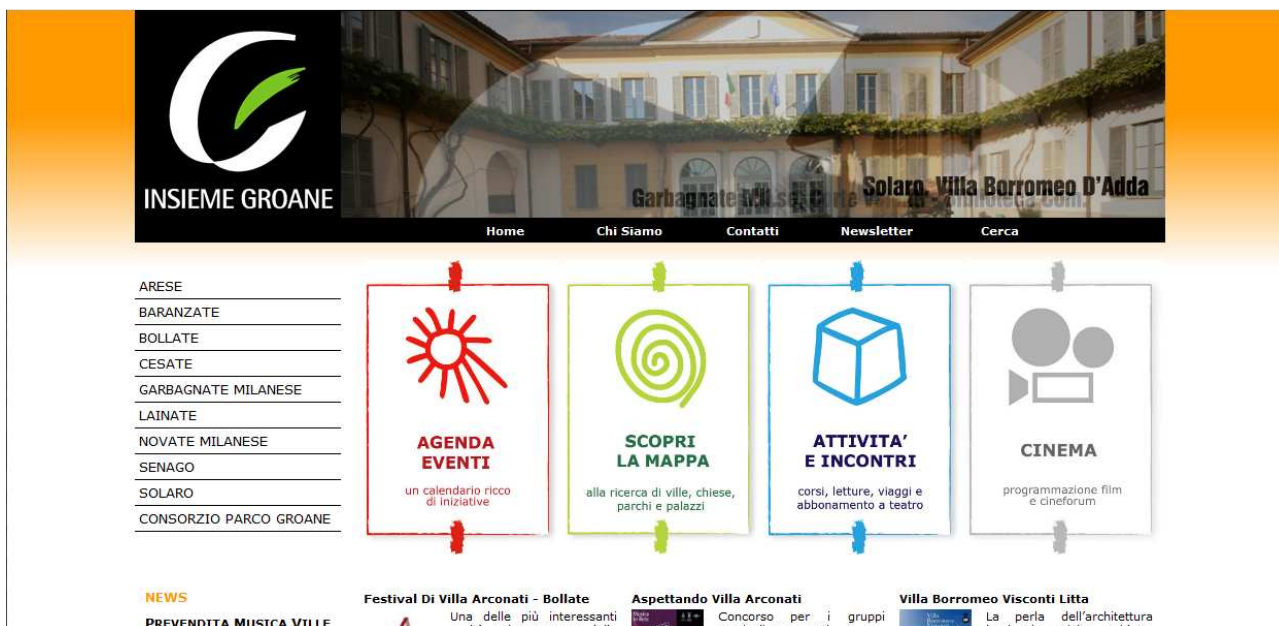 INSIEME GROANE
Solaro, Villa Borromeo D'Adda
Garbagnate
Home Chi Siamo Contatti Newsletter Cerca
ARESE
BARANZATE
BOLLATE
CESATE
GARBAGNATE MILANESE
LAINATE
NOVATE MILANESE
SENAGO
SOLARO
CONSORZIO PARCO GROANE
AGENDA
EVENTI
un calendario ricco
di iniziative
SCOPRI
LA MAPPA
alla ricerca di ville, chiese,
parchi e palazzi
ATTIVITA'
E INCONTRI
corsi, letture, viaggi e
abbonamento a teatro
CINEMA
programmazione film
e cineforum
NEWS
PREVENDITA MUSICA VILLE
Festival Di Villa Arconati - Bollate
Una delle più interessanti
Aspettando Villa Arconati
Concorso per i gruppi
Villa Borromeo Visconti Litta
La perla dell'architettura